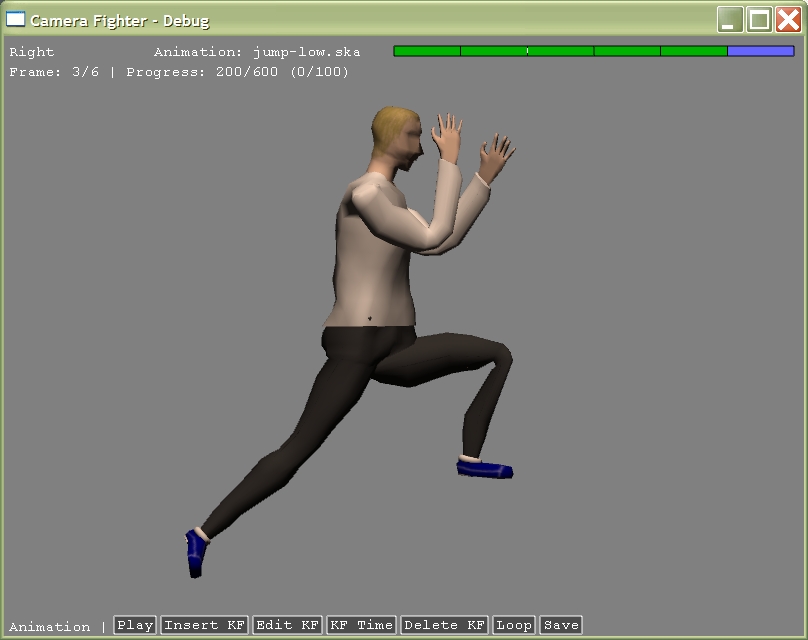 Camera Fighter - Debug
Right Animation: jump-low.ska
Frame: 3/6 | Progress: 200/600 (0/100)
Animation | Play Insert KF Edit KF KF Time Delete KF Loop Save